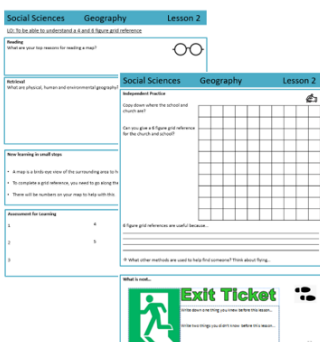 Social Sciences Geography Lesson 2
LO: To be able to understand a 4 and 6 figure grid reference
Reading
What are your top reasons for reading a map?
Retrieval
What are physical, human and environmental geography?
New learning in small steps
• A map is a birds eye view of the surrounding area to h
• To complete a grid reference, you need to go along the
• There will be numbers on your map to help with this
Assessment for Learning
1
2
3
4
5
Social Sciences Geography Lesson 2
Independent Practice
Copy down where the school and
church are?
Can you give a 6 figure grid reference
for the church and school?
6 figure grid references are useful because...
What other methods are used to help find someone? Think about flying...
What is next...
Exit Ticket
Write down one thing you knew before this lesson...
Write two things you didn't know before this lesson...